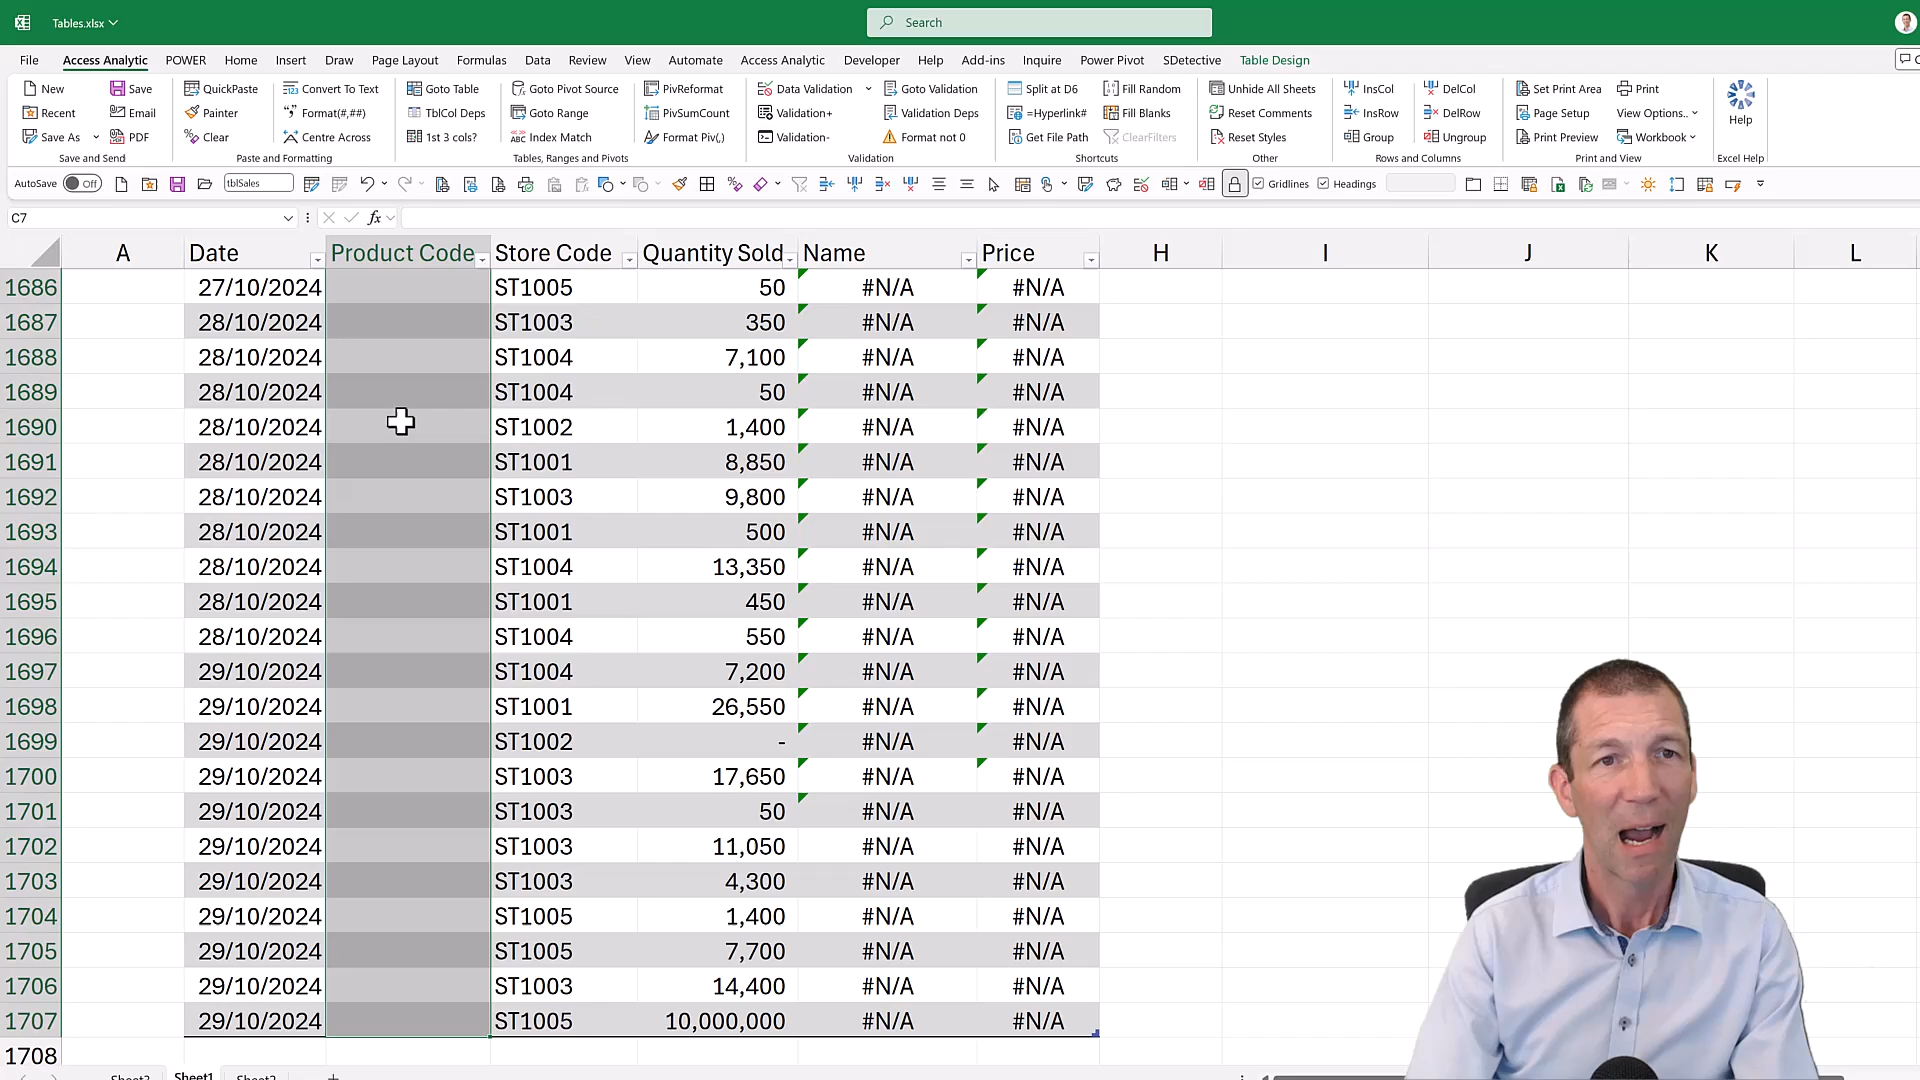 Tables.xlsx
Search
File Access Analytic POWER Home Insert Draw Page Layout Formulas Data Review View Automate Access Analytic Developer Help Add-ins Inquire Power Pivot SDetective Table Design
New Save QuickPaste Convert To Text Goto Table Goto Pivot Source PivReformat Data Validation Goto Validation Split at D6 Fill Random Unhide All Sheets InsCol DelCol Set Print Area Print
Recent Email Painter Format(#,##) TblCol Deps Goto Range PivSumCount Validation+ Validation Deps =Hyperlink# Fill Blanks Reset Comments InsRow DelRow Page Setup View Options.. Help
Save As PDF Clear Centre Across 1st 3 cols? Index Match Format Piv(,) Validation- Format not 0 Get File Path ClearFilters Reset Styles Group Ungroup Print Preview Workbook
Save and Send Paste and Formatting Tables, Ranges and Pivots Validation Shortcuts Other Rows and Columns Print and View Excel Help
AutoSave Off tblSales Gridlines Headings
C7 fx
A Date Product Code Store Code Quantity Sold Name Price H I J K L
1686 27/10/2024 ST1005 50 #N/A #N/A
1687 28/10/2024 ST1003 350 #N/A #N/A
1688 28/10/2024 ST1004 7,100 #N/A #N/A
1689 28/10/2024 ST1004 50 #N/A #N/A
1690 28/10/2024 ST1002 1,400 #N/A #N/A
1691 28/10/2024 ST1001 8,850 #N/A #N/A
1692 28/10/2024 ST1003 9,800 #N/A #N/A
1693 28/10/2024 ST1001 500 #N/A #N/A
1694 28/10/2024 ST1004 13,350 #N/A #N/A
1695 28/10/2024 ST1001 450 #N/A #N/A
1696 28/10/2024 ST1004 550 #N/A #N/A
1697 29/10/2024 ST1004 7,200 #N/A #N/A
1698 29/10/2024 ST1001 26,550 #N/A #N/A
1699 29/10/2024 ST1002 - #N/A #N/A
1700 29/10/2024 ST1003 17,650 #N/A #N/A
1701 29/10/2024 ST1003 50 #N/A #N/A
1702 29/10/2024 ST1003 11,050 #N/A #N/A
1703 29/10/2024 ST1003 4,300 #N/A #N/A
1704 29/10/2024 ST1005 1,400 #N/A #N/A
1705 29/10/2024 ST1005 7,700 #N/A #N/A
1706 29/10/2024 ST1003 14,400 #N/A #N/A
1707 29/10/2024 ST1005 10,000,000 #N/A #N/A
1708
Sheet1 Sheet2